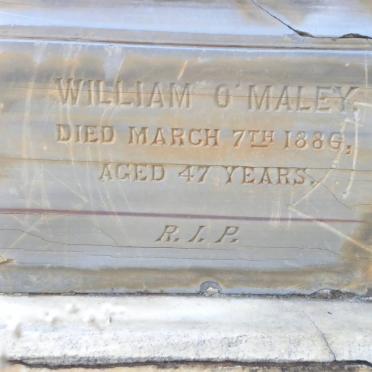 WILLIAM O'MALEY
DIED MARCH 7TH 1886,
AGED 47 YEARS.
R.I.P.